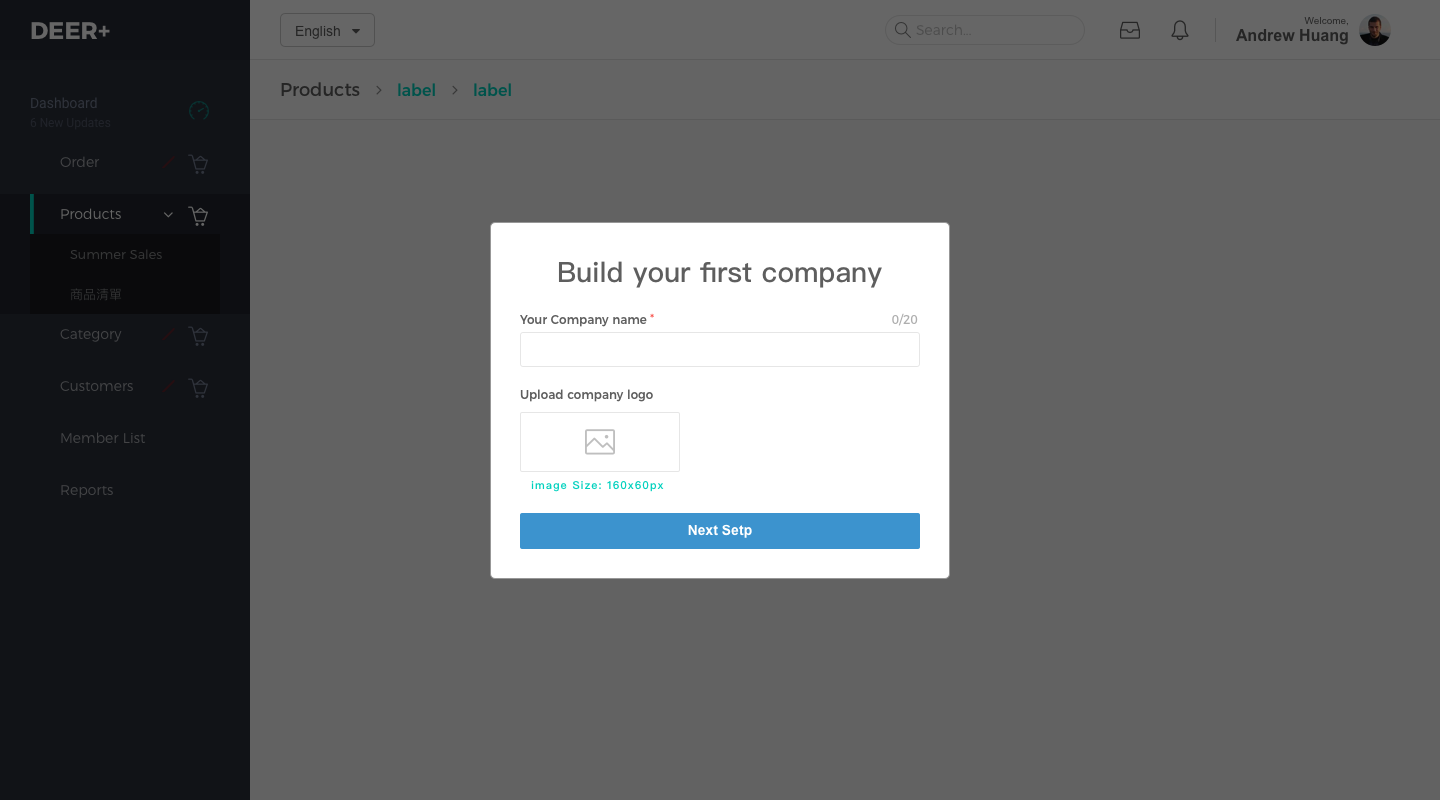 DEER+
English
Search...
Welcome,
Andrew Huang
Products > label > label
Dashboard
6 New Updates
Order
Products
Summer Sales
商品清單
Category
Customers
Member List
Reports
Build your first company
Your Company name *
0/20
Upload company logo
image Size: 160x60px
Next Setp